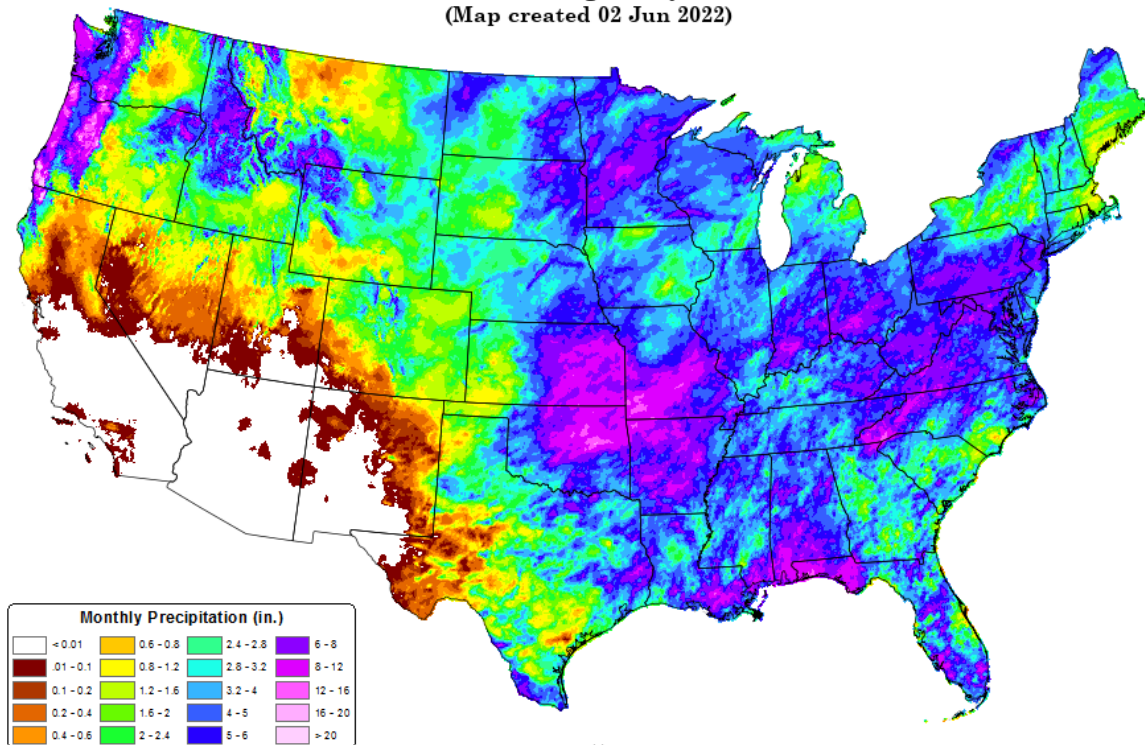 (Map created 02 Jun 2022)
Monthly Precipitation (in.)
< 0.01
.01 - 0.1
0.1 - 0.2
0.2 - 0.4
0.4 - 0.6
0.6 - 0.8
0.8 - 1.2
1.2 - 1.6
1.6 - 2
2 - 2.4
2.4 - 2.8
2.8 - 3.2
3.2 - 4
4 - 5
5 - 6
6 - 8
8 - 12
12 - 16
16 - 20
> 20